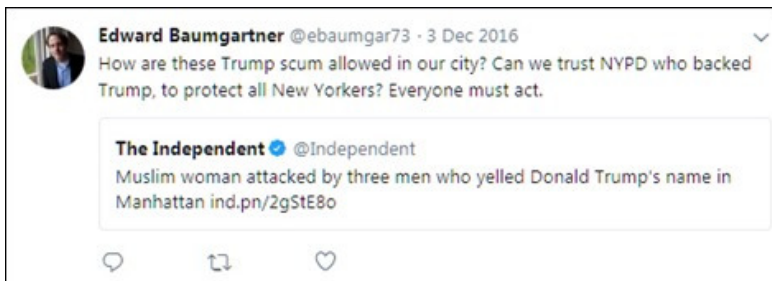 Edward Baumgartner @ebaumgar73 · 3 Dec 2016
How are these Trump scum allowed in our city? Can we trust NYPD who backed
Trump, to protect all New Yorkers? Everyone must act.
The Independent @Independent
Muslim woman attacked by three men who yelled Donald Trump's name in
Manhattan ind.pn/2gStE8o